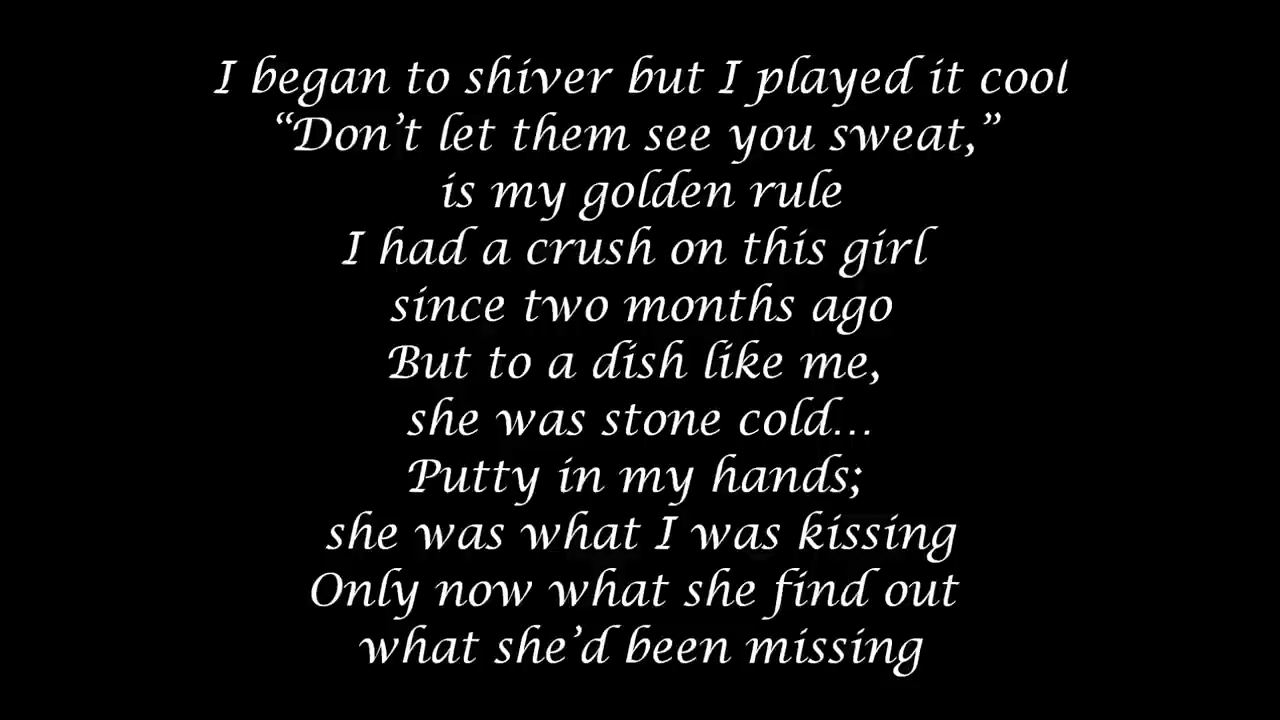 I began to shiver but I played it cool
“Don’t let them see you sweat,”
is my golden rule
I had a crush on this girl
since two months ago
But to a dish like me,
she was stone cold...
Putty in my hands;
she was what I was kissing
Only now what she find out
what she’d been missing